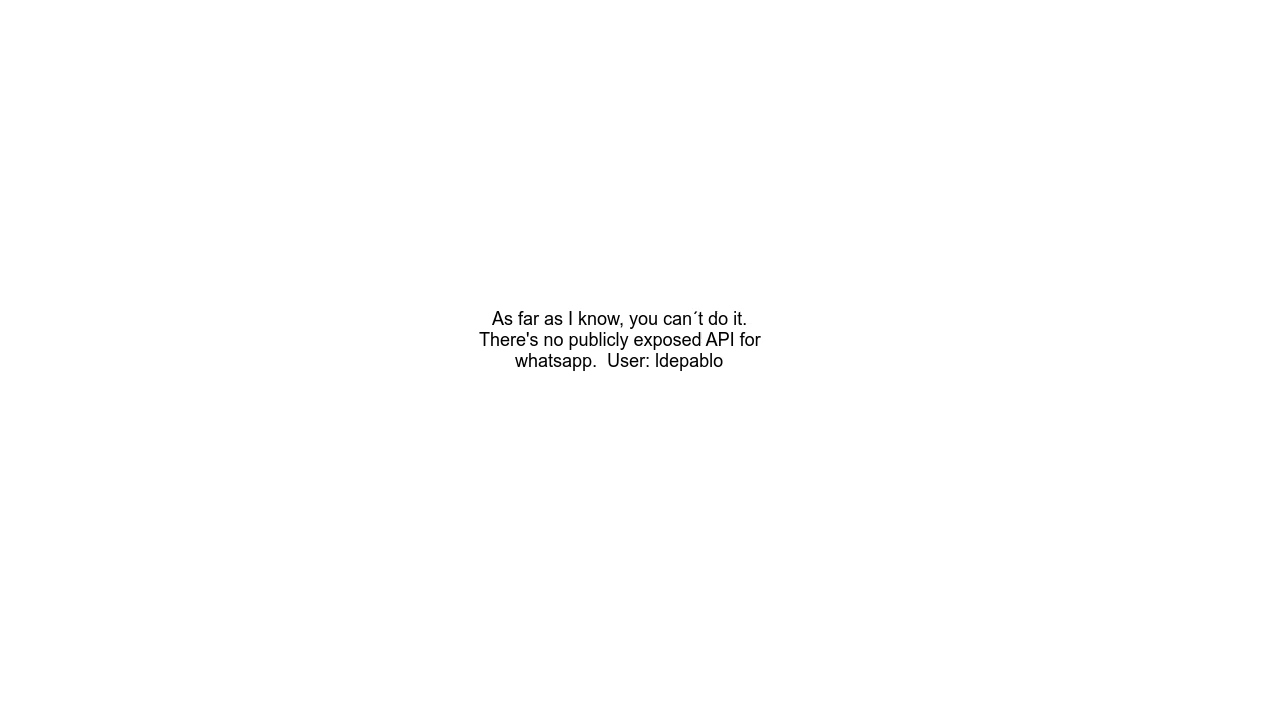 As far as I know, you can´t do it.
There's no publicly exposed API for
whatsapp.  User: ldepablo